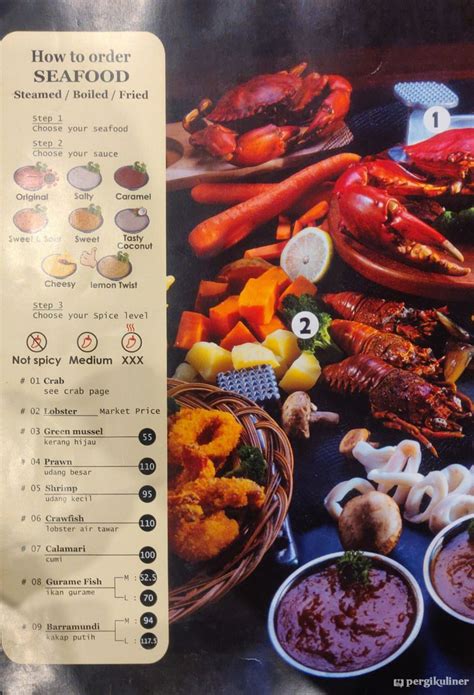 How to order
SEAFOOD
Steamed / Boiled / Fried
Step 1
Choose your seafood
Step 2
Choose your sauce
Original Salty Caramel
Sweet & Sour Sweet Tasty Coconut
Cheesy lemon Twist
Step 3
Choose your Spice level
Not spicy Medium XXX
# 01 Crab
see crab page
# 02 Lobster Market Price
# 03 Green mussel 55
kerang hijau
# 04 Prawn 110
udang besar
# 05 Shrimp 95
udang kecil
# 06 Crawfish 110
lobster air tawar
# 07 Calamari 100
cumi
# 08 Gurame Fish M : 52.5
ikan gurame L : 70
# 09 Barramundi M : 94
kakap putih L : 117.5
1
2
pergikuliner